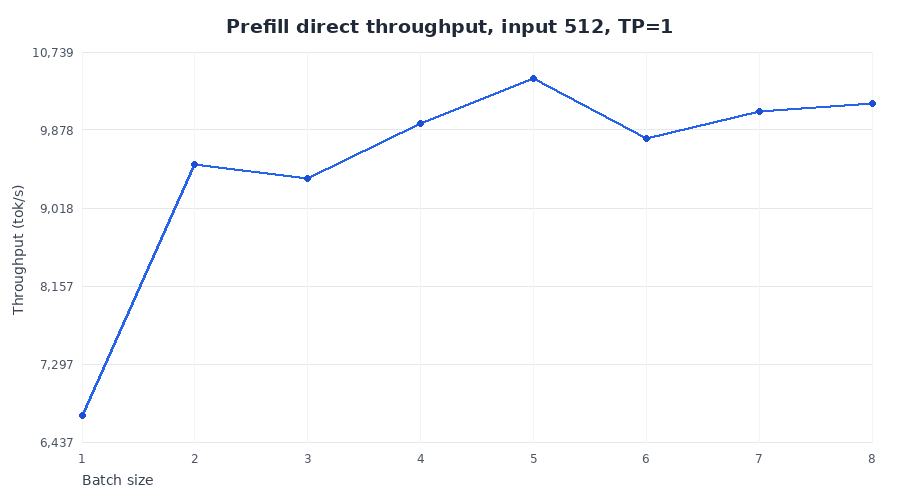 Prefill direct throughput, input 512, TP=1
10,739
9,878
9,018
8,157
7,297
6,437
Throughput (tok/s)
1 2 3 4 5 6 7 8
Batch size